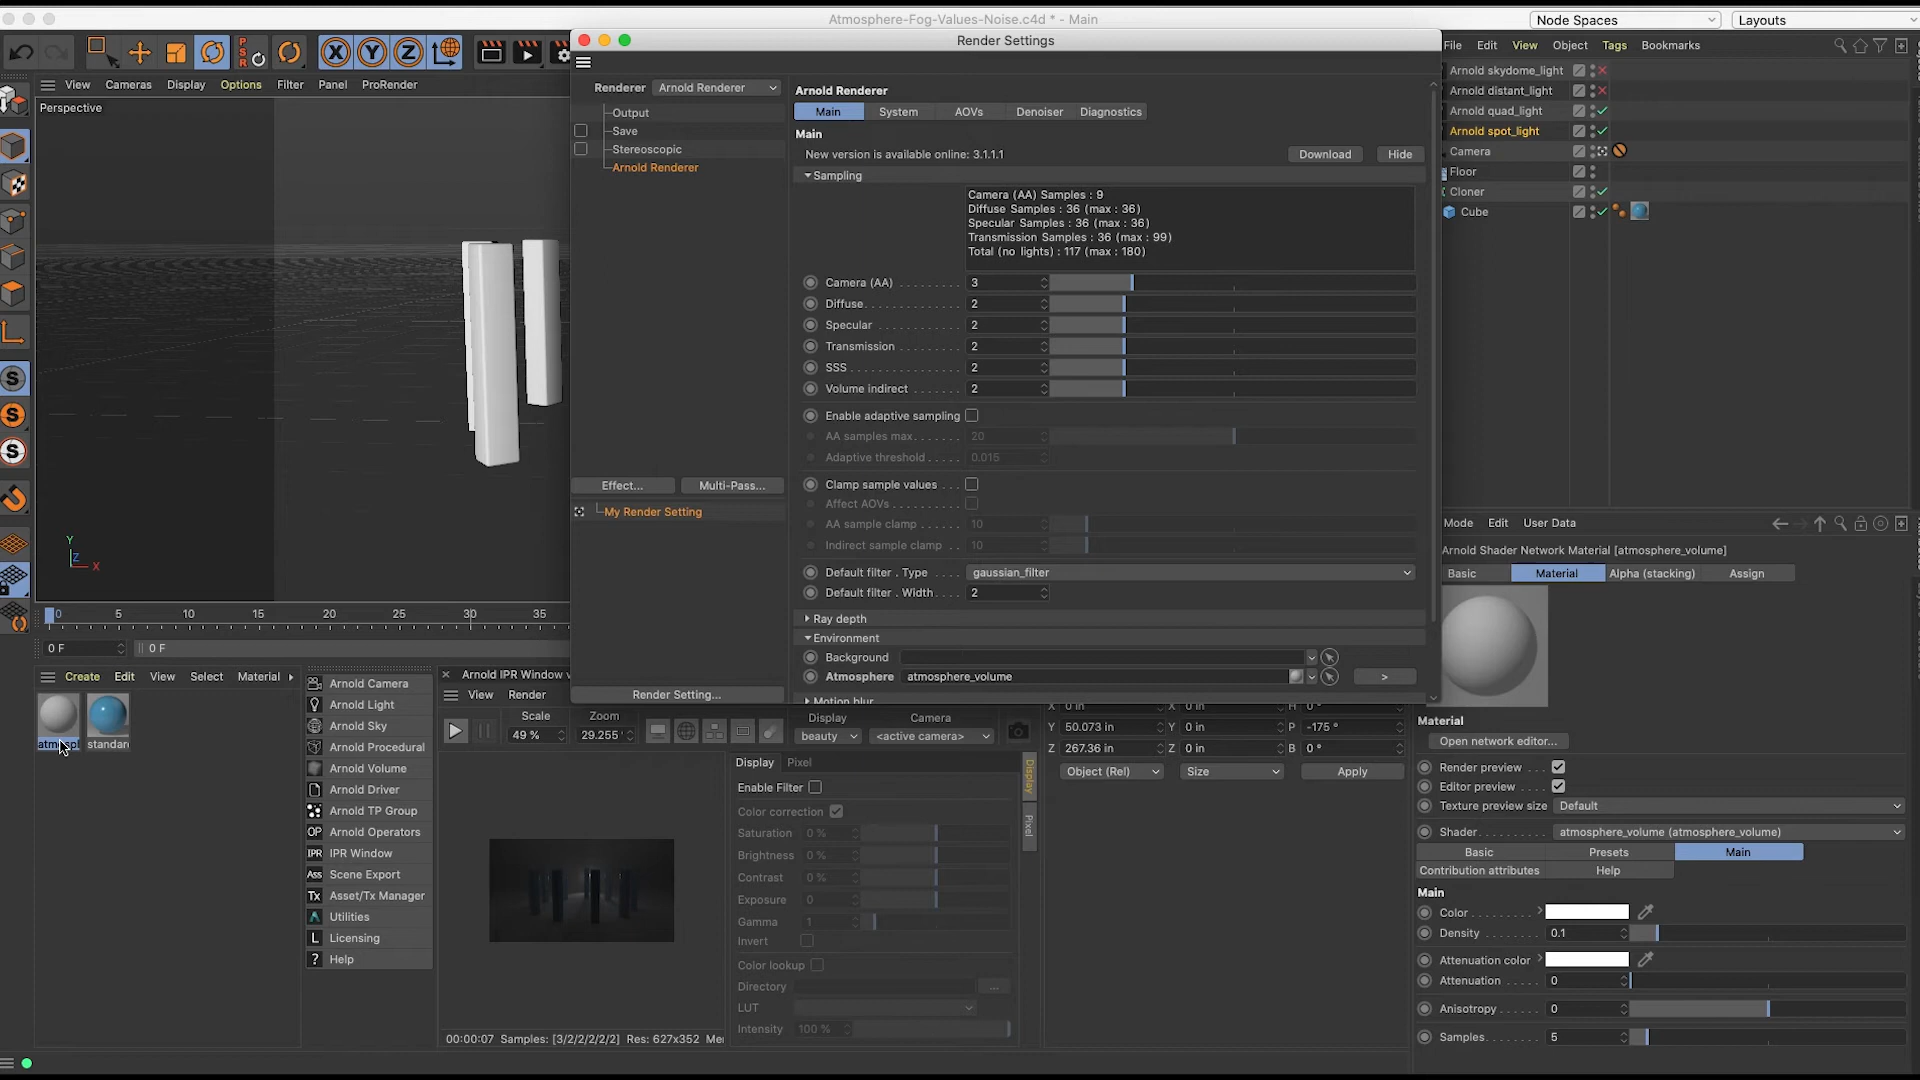 Atmosphere-Fog-Values-Noise.c4d * - Main
Node Spaces
Layouts
Render Settings
File Edit View Object Tags Bookmarks
View Cameras Display Options Filter Panel ProRender
Perspective
Y
Z
X
0 5 10 15 20 25 30 35
0 F
0 F
Renderer Arnold Renderer
Output
Save
Stereoscopic
Arnold Renderer
Effect...
Multi-Pass...
My Render Setting
Render Setting...
Arnold Renderer
Main System AOVs Denoiser Diagnostics
Main
New version is available online: 3.1.1.1
Download
Hide
Sampling
Camera (AA) Samples : 9
Diffuse Samples : 36 (max : 36)
Specular Samples : 36 (max : 36)
Transmission Samples : 36 (max : 99)
Total (no lights) : 117 (max : 180)
Camera (AA) 3
Diffuse 2
Specular 2
Transmission 2
SSS 2
Volume indirect 2
Enable adaptive sampling
AA samples max 20
Adaptive threshold 0.015
Clamp sample values
Affect AOVs
AA sample clamp 10
Indirect sample clamp 10
Default filter . Type gaussian_filter
Default filter . Width 2
Ray depth
Environment
Background
Atmosphere atmosphere_volume >
Motion blur
Arnold skydome_light
Arnold distant_light
Arnold quad_light
Arnold spot_light
Camera
Floor
Cloner
Cube
Mode Edit User Data
Arnold Shader Network Material [atmosphere_volume]
Basic Material Alpha (stacking) Assign
Material
Open network editor...
Render preview
Editor preview
Texture preview size Default
Shader atmosphere_volume (atmosphere_volume)
Basic Presets Main
Contribution attributes Help
Main
Color
Density 0.1
Attenuation color
Attenuation 0
Anisotropy 0
Samples 5
Create Edit View Select Material
standard
Arnold Camera
Arnold Light
Arnold Sky
Arnold Procedural
Arnold Volume
Arnold Driver
Arnold TP Group
OP Arnold Operators
IPR IPR Window
Ass Scene Export
Tx Asset/Tx Manager
Utilities
L Licensing
? Help
Arnold IPR Window
View Render
Scale Zoom Display Camera
49 % 29.255 beauty <active camera>
Display Pixel
Enable Filter
Color correction
Saturation 0 %
Brightness 0 %
Contrast 0 %
Exposure 0
Gamma 1
Invert
Color lookup
Directory ...
LUT
Intensity 100 %
Display
Pixel
00:00:07 Samples: [3/2/2/2/2/2] Res: 627x352
X 0 in X 0 in H 0 °
Y 50.073 in Y 0 in P -175 °
Z 267.36 in Z 0 in B 0 °
Object (Rel) Size Apply